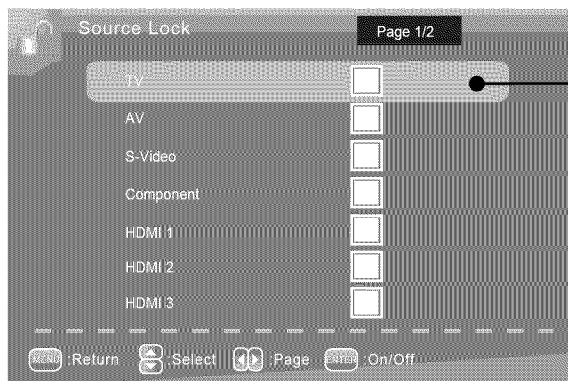 Source Lock
Page 1/2
TV
AV
S-Video
Component
HDMI 1
HDMI 2
HDMI 3
MENU :Return :Select :Page ENTER :On/Off